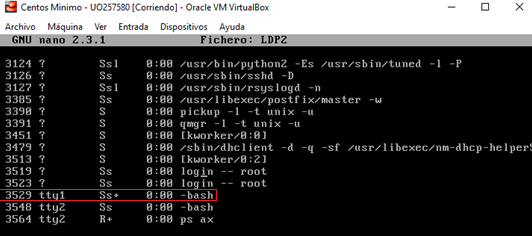 Centos Minimo - UO257580 [Corriendo] - Oracle VM VirtualBox
Archivo Máquina Ver Entrada Dispositivos Ayuda
GNU nano 2.3.1 Fichero: LDP2
3124 ? Ssl 0:00 /usr/bin/python2 -Es /usr/sbin/tuned -l -P
3126 ? Ss 0:00 /usr/sbin/sshd -D
3127 ? Ssl 0:00 /usr/sbin/rsyslogd -n
3385 ? Ss 0:00 /usr/libexec/postfix/master -w
3390 ? S 0:00 pickup -l -t unix -u
3391 ? S 0:00 qmgr -l -t unix -u
3451 ? S 0:00 [kworker/0:0]
3479 ? S 0:00 /sbin/dhclient -d -q -sf /usr/libexec/nm-dhcp-helper$
3513 ? S 0:00 [kworker/0:2]
3519 ? Ss 0:00 login -- root
3523 ? Ss 0:00 login -- root
3529 tty1 Ss+ 0:00 -bash
3548 tty2 Ss 0:00 -bash
3564 tty2 R+ 0:00 ps ax